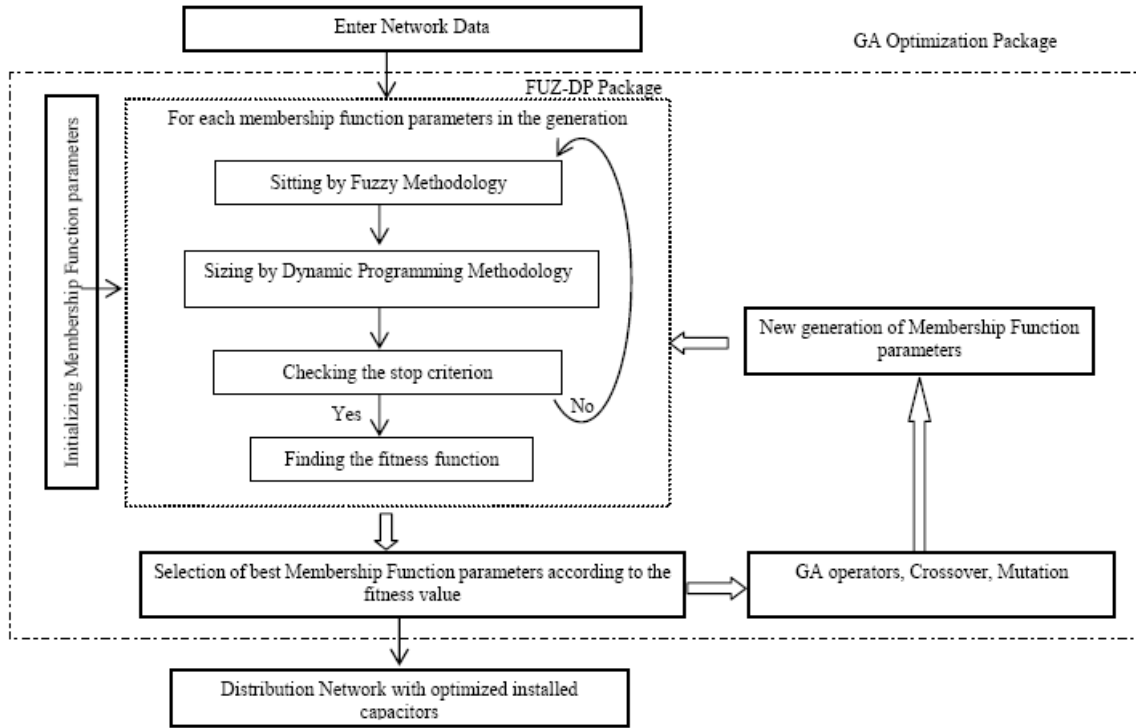 Enter Network Data
GA Optimization Package
FUZ-DP Package
Initializing Membership Function parameters
For each membership function parameters in the generation
Sitting by Fuzzy Methodology
Sizing by Dynamic Programming Methodology
Checking the stop criterion
No
Yes
Finding the fitness function
New generation of Membership Function
parameters
Selection of best Membership Function parameters according to the
fitness value
GA operators, Crossover, Mutation
Distribution Network with optimized installed
capacitors